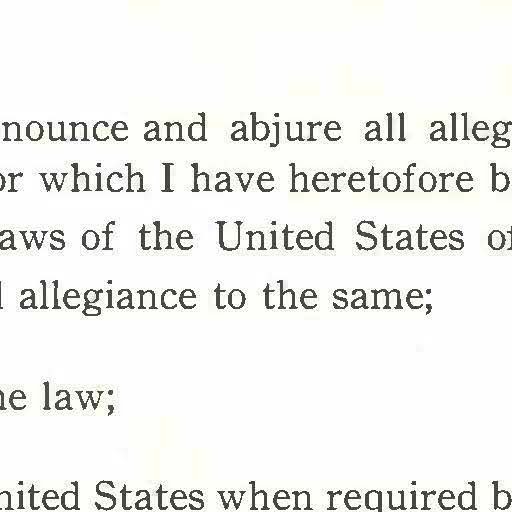 nounce and abjure all alleg
or which I have heretofore b
aws of the United States of
l allegiance to the same;
he law;
nited States when required b